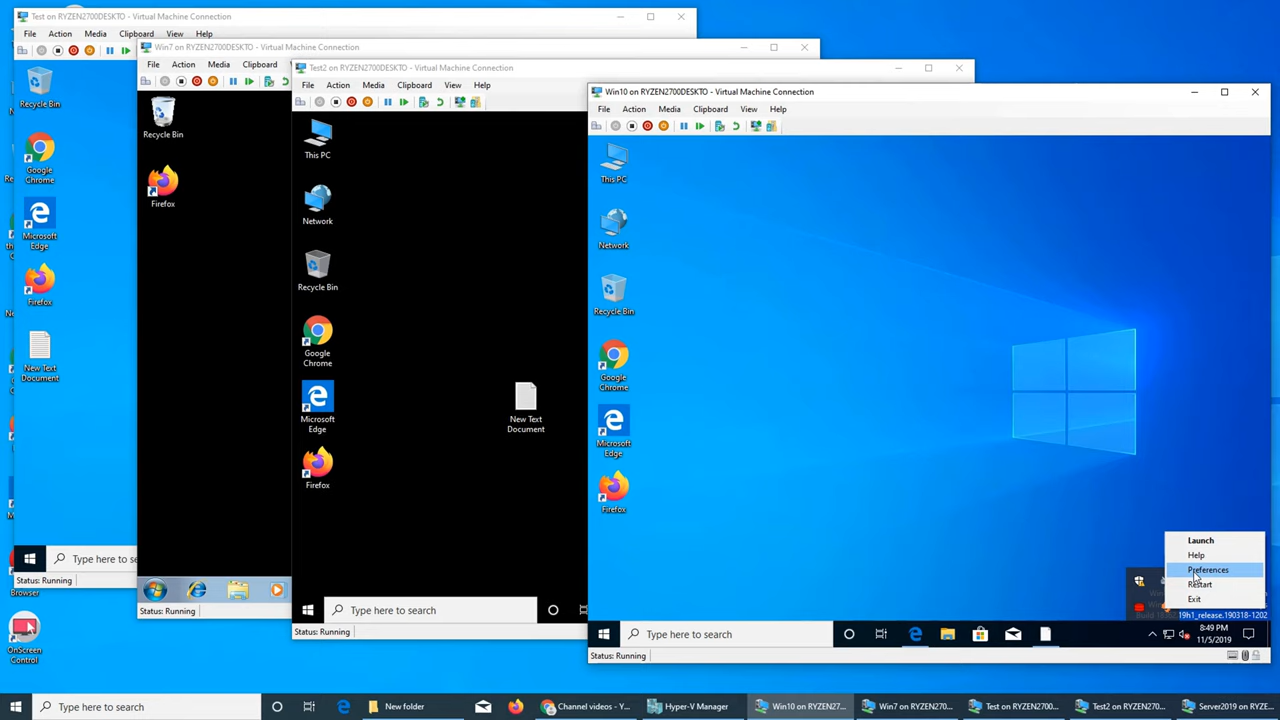 Test on RYZEN2700DESKTO - Virtual Machine Connection
File Action Media Clipboard View Help
Recycle Bin
Google
Chrome
Microsoft
Edge
Firefox
New Text
Document
Type here to se
Status: Running
Browser
OnScreen
Control
Win7 on RYZEN2700DESKTO - Virtual Machine Connection
File Action Media Clipboard
Recycle Bin
Firefox
Status: Running
Test2 on RYZEN2700DESKTO - Virtual Machine Connection
File Action Media Clipboard View Help
This PC
Network
Recycle Bin
Google
Chrome
Microsoft
Edge
Firefox
New Text
Document
Type here to search
Status: Running
Win10 on RYZEN2700DESKTO - Virtual Machine Connection
File Action Media Clipboard View Help
This PC
Network
Recycle Bin
Google
Chrome
Microsoft
Edge
Firefox
Launch
Help
Preferences
Restart
Exit
19h1_release.190318-1202
Type here to search
8:49 PM
11/5/2019
Status: Running
Type here to search
New folder
Channel videos - Y...
Hyper-V Manager
Win10 on RYZEN27...
Win7 on RYZEN270...
Test on RYZEN2700...
Test2 on RYZEN270...
Server2019 on RYZE...